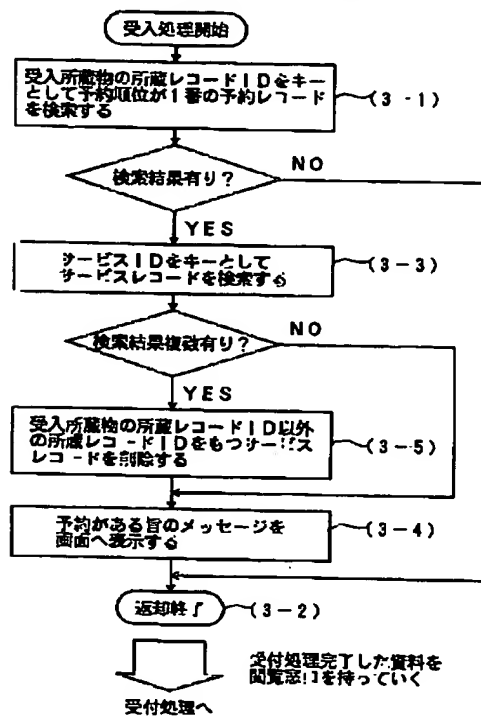 受入処理開始
受入所蔵物の所蔵レコードIDをキー
として予約順位が1番の予約レコード
を検索する
(3-1)
検索結果有り?
NO
YES
サービスIDをキーとして
サービスレコードを検索する
(3-3)
検索結果複数有り?
NO
YES
受入所蔵物の所蔵レコードID以外
の所蔵レコードIDをもつサービス
レコードを削除する
(3-5)
予約がある旨のメッセージを
画面へ表示する
(3-4)
返却終了
(3-2)
受付処理完了した資料を
閲覧窓口を持っていく
受付処理へ